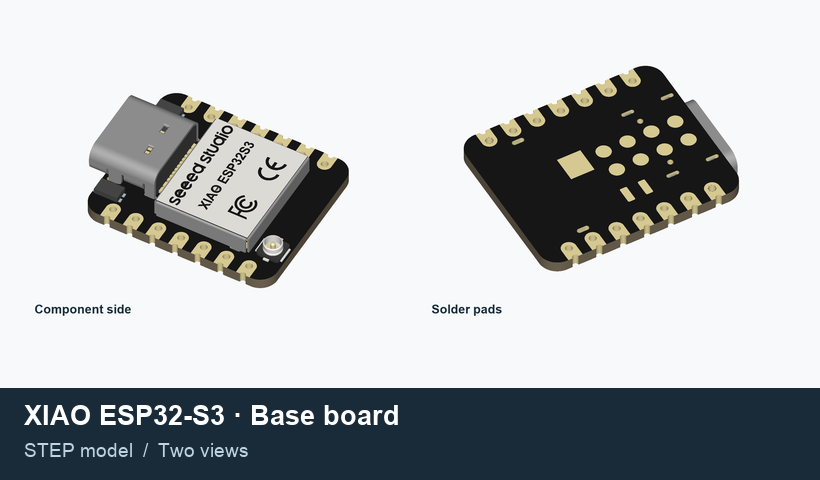 seeed studio
XIAO ESP32S3
FC CE
Component side
Solder pads
XIAO ESP32-S3 · Base board
STEP model / Two views